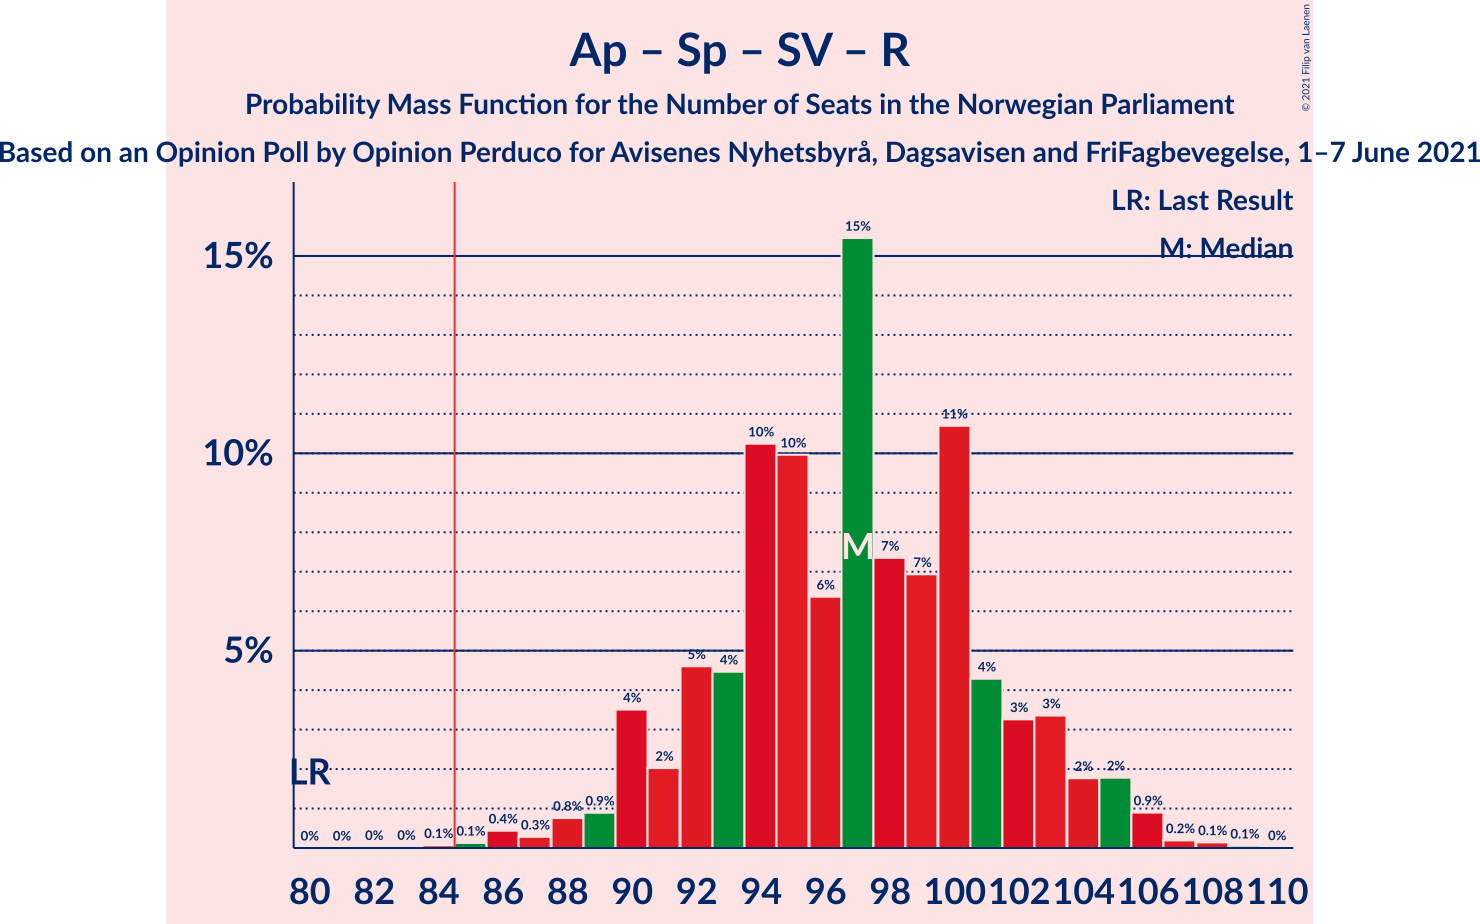 Ap – Sp – SV – R
Probability Mass Function for the Number of Seats in the Norwegian Parliament
Based on an Opinion Poll by Opinion Perduco for Avisenes Nyhetsbyrå, Dagsavisen and FriFagbevegelse, 1–7 June 2021
© 2021 Filip van Laenen
LR: Last Result
M: Median
15%
10%
5%
0% 0% 0% 0% 0.1% 0.1% 0.4% 0.3% 0.8% 0.9% 4% 2% 5% 4% 10% 10% 6% 15% 7% 7% 11% 4% 3% 3% 2% 2% 0.9% 0.2% 0.1% 0.1% 0%
M
LR
80 82 84 86 88 90 92 94 96 98 100 102 104 106 108 110